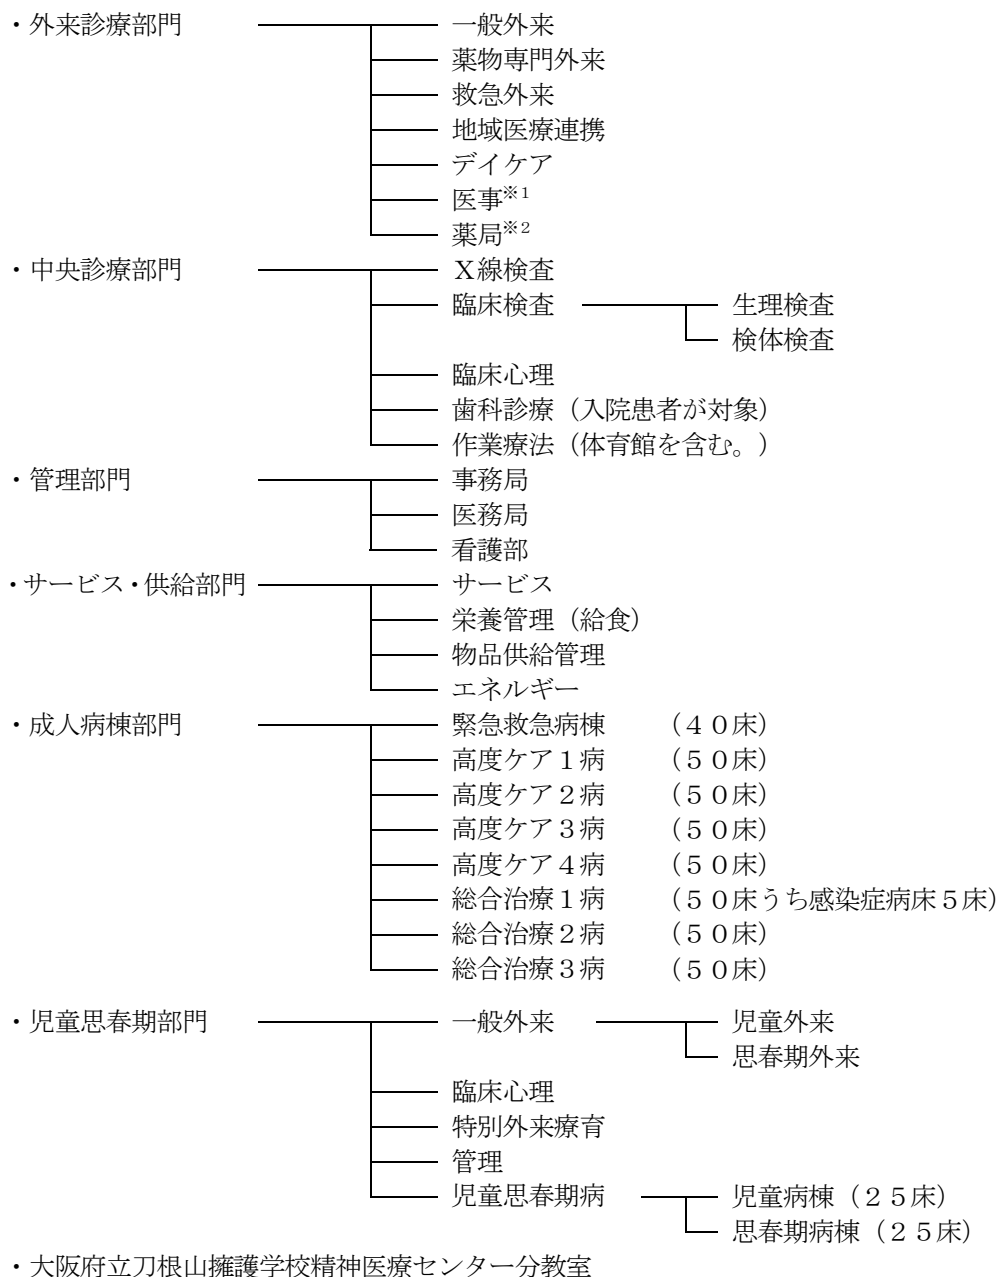 ・外来診療部門 一般外来
薬物専門外来
救急外来
地域医療連携
デイケア
医事※1
薬局※2
・中央診療部門 Ⅹ線検査
臨床検査 生理検査
検体検査
臨床心理
歯科診療（入院患者が対象）
作業療法（体育館を含む。）
・管理部門 事務局
医務局
看護部
・サービス・供給部門 サービス
栄養管理（給食）
物品供給管理
エネルギー
・成人病棟部門 緊急救急病棟 （４０床）
高度ケア１病 （５０床）
高度ケア２病 （５０床）
高度ケア３病 （５０床）
高度ケア４病 （５０床）
総合治療１病 （５０床うち感染症病床５床）
総合治療２病 （５０床）
総合治療３病 （５０床）
・児童思春期部門 一般外来 児童外来
思春期外来
臨床心理
特別外来療育
管理
児童思春期病 児童病棟（２５床）
思春期病棟（２５床）
・大阪府立刀根山擁護学校精神医療センター分教室